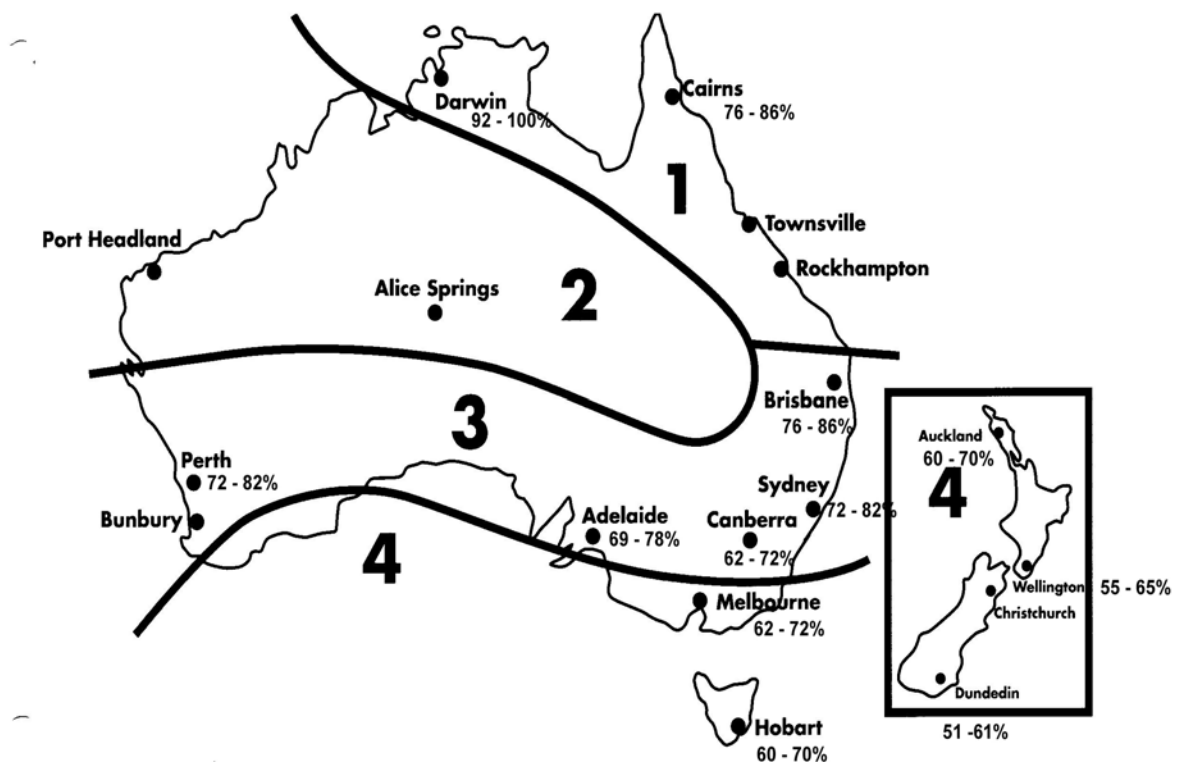 Darwin
92 - 100%
Cairns
76 - 86%
1
Townsville
Port Headland
Rockhampton
Alice Springs
2
Brisbane
76 - 86%
3
Auckland
60 - 70%
4
Perth
72 - 82%
Sydney
72 - 82%
Bunbury
Adelaide
69 - 78%
Canberra
62 - 72%
4
Melbourne
62 - 72%
Wellington 55 - 65%
Christchurch
Dundedin
51 -61%
Hobart
60 - 70%